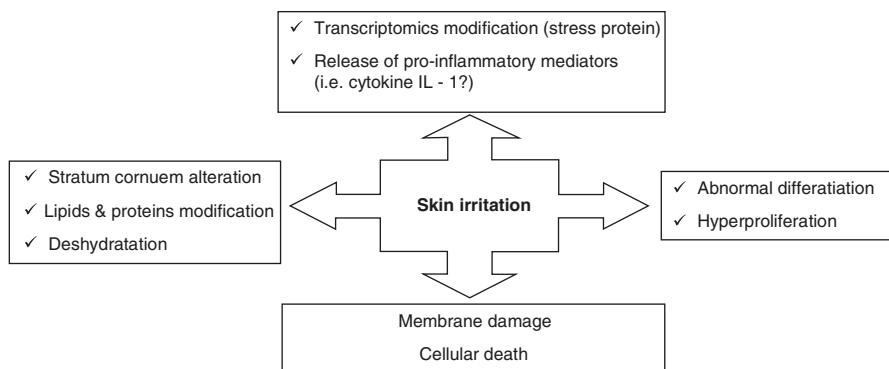 ✓ Transcriptomics modification (stress protein)
✓ Release of pro-inflammatory mediators
(i.e. cytokine IL - 1?)
✓ Stratum cornuem alteration
✓ Lipids & proteins modification
✓ Deshydratation
Skin irritation
✓ Abnormal differatiation
✓ Hyperproliferation
Membrane damage
Cellular death